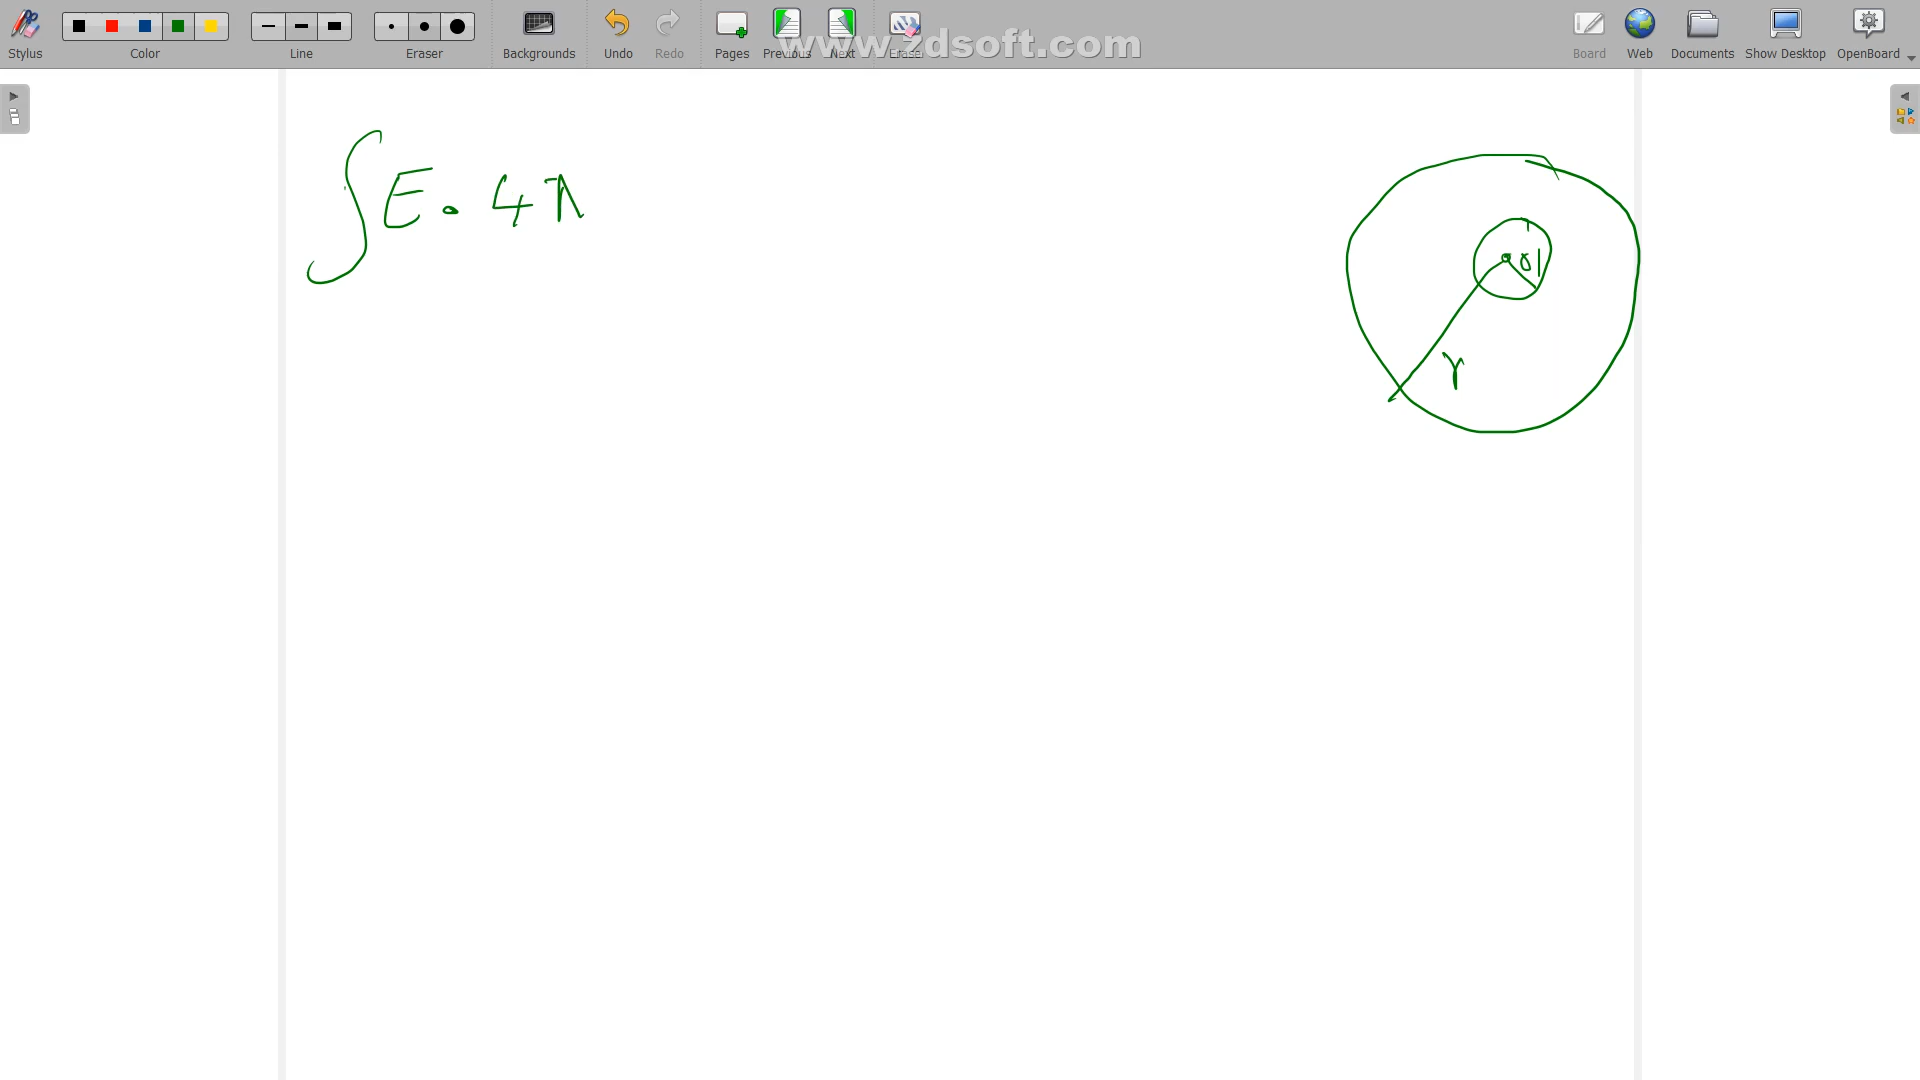 Stylus Color Line Eraser Backgrounds Undo Redo Pages Previous Next Erase Board Web Documents Show Desktop OpenBoard
www.zdsoft.com
∫E. 4π
r